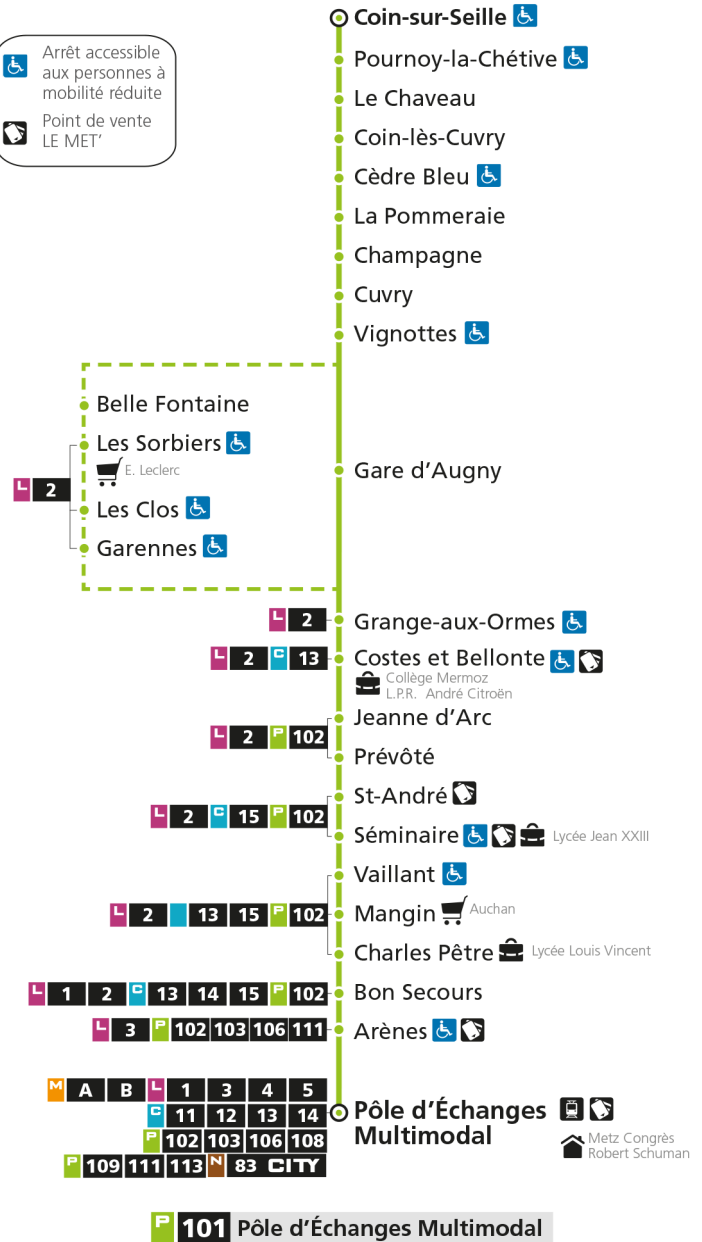 Coin-sur-Seille
Arrêt accessible
aux personnes à
mobilité réduite
Point de vente
LE MET'
Pournoy-la-Chétive
Le Chaveau
Coin-lès-Cuvry
Cèdre Bleu
La Pommeraie
Champagne
Cuvry
Vignottes
Belle Fontaine
Les Sorbiers
E. Leclerc
L 2
Les Clos
Garennes
Gare d'Augny
L 2 Grange-aux-Ormes
L 2 C 13 Costes et Bellonte
Collège Mermoz
L.P.R. André Citroën
Jeanne d'Arc
L 2 P 102
Prévôté
St-André
L 2 C 15 P 102
Séminaire Lycée Jean XXIII
Vaillant
L 2 13 15 P 102 Mangin Auchan
Charles Pêtre Lycée Louis Vincent
L 1 2 C 13 14 15 P 102 Bon Secours
L 3 P 102 103 106 111 Arènes
M A B L 1 3 4 5
C 11 12 13 14
P 102 103 106 108
P 109 111 113 N 83 CITY
Pôle d'Échanges
Multimodal
Metz Congrès
Robert Schuman
P 101 Pôle d'Échanges Multimodal